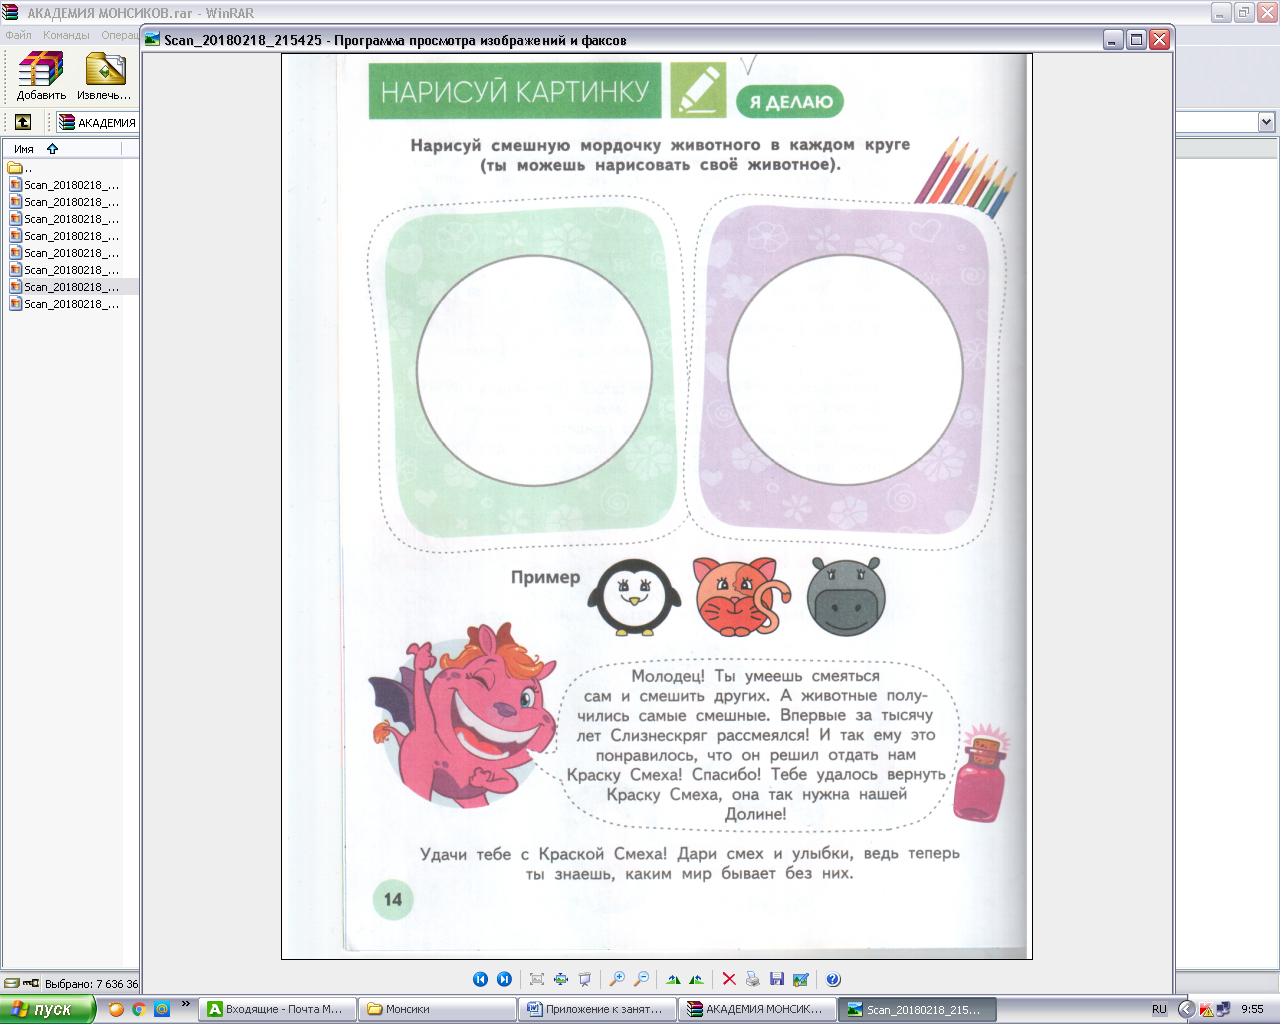 АКАДЕМИЯ МОНСИКОВ.rar - WinRAR
Файл Команды Операц
Scan_20180218_215425 - Программа просмотра изображений и факсов
Добавить Извлечь...
АКАДЕМИЯ
Имя
..
Scan_20180218_...
Scan_20180218_...
Scan_20180218_...
Scan_20180218_...
Scan_20180218_...
Scan_20180218_...
Scan_20180218_...
Scan_20180218_...
НАРИСУЙ КАРТИНКУ
Я ДЕЛАЮ
Нарисуй смешную мордочку животного в каждом круге
(ты можешь нарисовать своё животное).
Пример
Молодец! Ты умеешь смеяться
сам и смешить других. А животные полу-
чились самые смешные. Впервые за тысячу
лет Слизнескряг рассмеялся! И так ему это
понравилось, что он решил отдать нам
Краску Смеха! Спасибо! Тебе удалось вернуть
Краску Смеха, она так нужна нашей
Долине!
Удачи тебе с Краской Смеха! Дари смех и улыбки, ведь теперь
ты знаешь, каким мир бывает без них.
14
Выбрано: 7 636 36
пуск
Входящие - Почта М...
Монсики
Приложение к занят...
АКАДЕМИЯ МОНСИК...
Scan_20180218_215...
RU
9:55